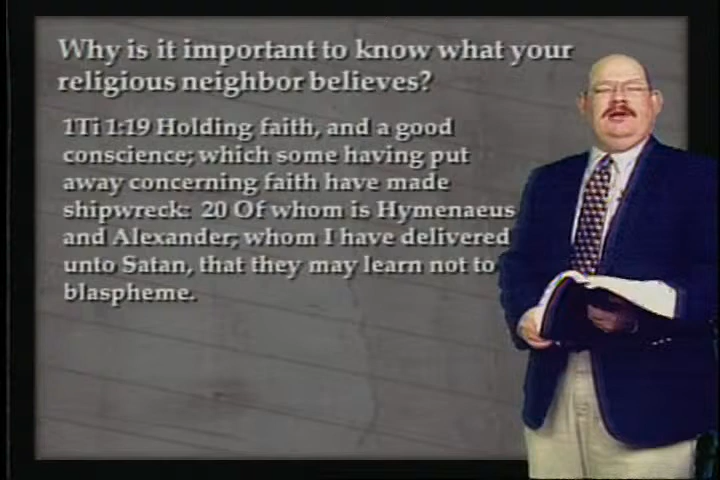 Why is it important to know what your
religious neighbor believes?
1Ti 1:19 Holding faith, and a good
conscience; which some having put
away concerning faith have made
shipwreck: 20 Of whom is Hymenaeus
and Alexander; whom I have delivered
unto Satan, that they may learn not to
blaspheme.